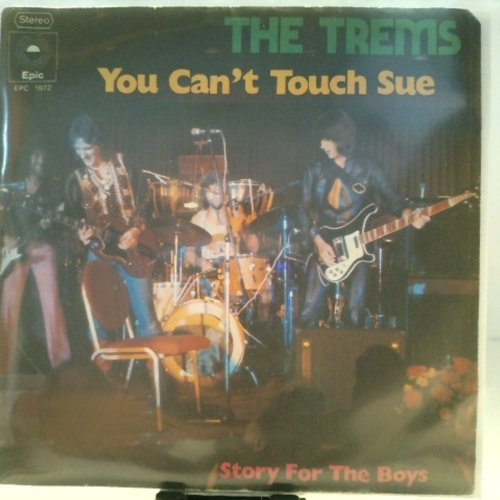 Stereo
THE TREMS
Epic
EPC 1972
You Can't Touch Sue
Story For The Boys